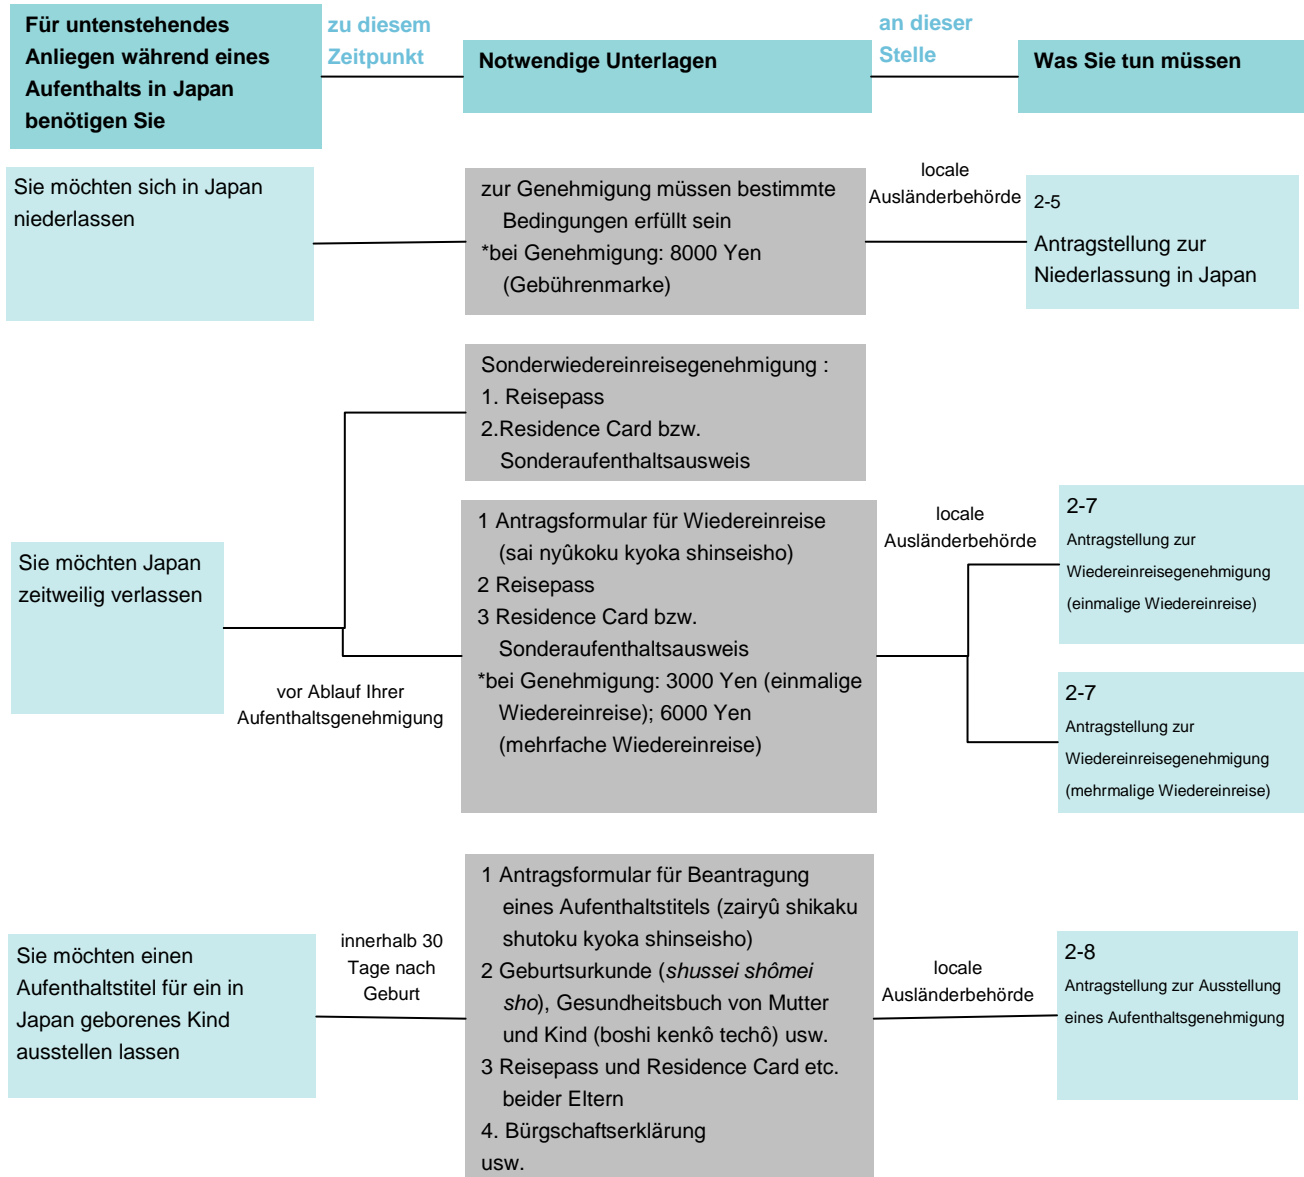 Für untenstehendes
Anliegen während eines
Aufenthalts in Japan
benötigen Sie
zu diesem
Zeitpunkt
Notwendige Unterlagen
an dieser
Stelle
Was Sie tun müssen
Sie möchten sich in Japan
niederlassen
zur Genehmigung müssen bestimmte
Bedingungen erfüllt sein
*bei Genehmigung: 8000 Yen
(Gebührenmarke)
locale
Ausländerbehörde
2-5
Antragstellung zur
Niederlassung in Japan
Sie möchten Japan
zeitweilig verlassen
Sonderwiedereinreisegenehmigung :
1. Reisepass
2.Residence Card bzw.
Sonderaufenthaltsausweis
vor Ablauf Ihrer
Aufenthaltsgenehmigung
1 Antragsformular für Wiedereinreise
(sai nyûkoku kyoka shinseisho)
2 Reisepass
3 Residence Card bzw.
Sonderaufenthaltsausweis
*bei Genehmigung: 3000 Yen (einmalige
Wiedereinreise); 6000 Yen
(mehrfache Wiedereinreise)
locale
Ausländerbehörde
2-7
Antragstellung zur
Wiedereinreisegenehmigung
(einmalige Wiedereinreise)
2-7
Antragstellung zur
Wiedereinreisegenehmigung
(mehrmalige Wiedereinreise)
Sie möchten einen
Aufenthaltstitel für ein in
Japan geborenes Kind
ausstellen lassen
innerhalb 30
Tage nach
Geburt
1 Antragsformular für Beantragung
eines Aufenthaltstitels (zairyû shikaku
shutoku kyoka shinseisho)
2 Geburtsurkunde (shussei shômei
sho), Gesundheitsbuch von Mutter
und Kind (boshi kenkô techô) usw.
3 Reisepass und Residence Card etc.
beider Eltern
4. Bürgschaftserklärung
usw.
locale
Ausländerbehörde
2-8
Antragstellung zur Ausstellung
eines Aufenthaltsgenehmigung